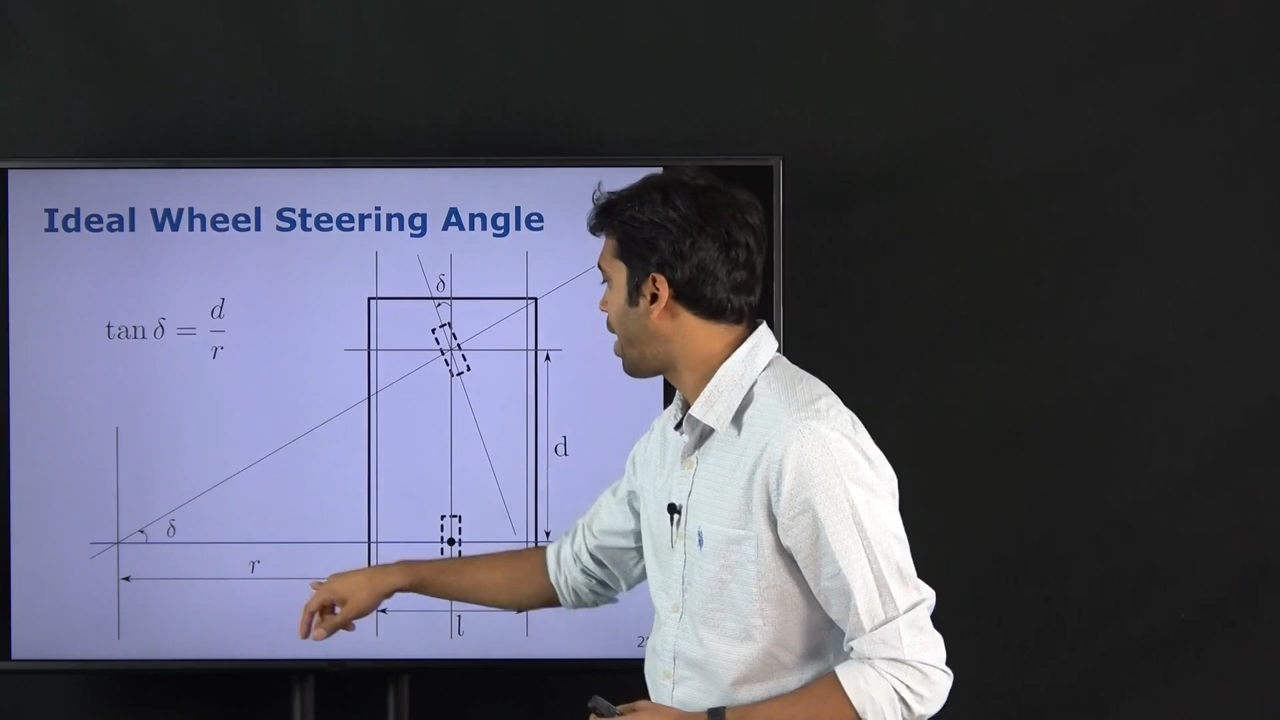 Ideal Wheel Steering Angle
δ
tan δ = d/r
d
δ
r
l